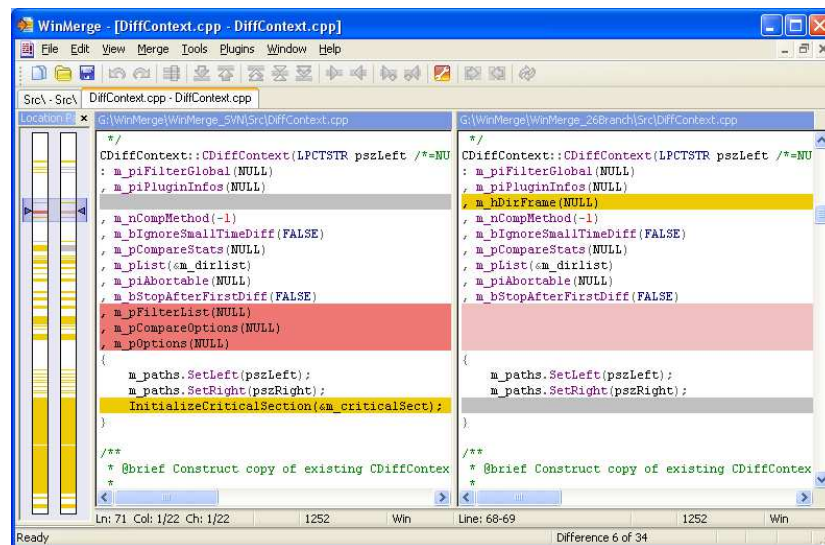 WinMerge - [DiffContext.cpp - DiffContext.cpp]
File Edit View Merge Tools Plugins Window Help
Src\ - Src\ DiffContext.cpp - DiffContext.cpp
Location P
G:\WinMerge\WinMerge_SVN\Src\DiffContext.cpp
*/
CDiffContext::CDiffContext(LPCTSTR pszLeft /*=NU
: m_piFilterGlobal(NULL)
, m_piPluginInfos(NULL)
, m_nCompMethod(-1)
, m_bIgnoreSmallTimeDiff(FALSE)
, m_pCompareStats(NULL)
, m_pList(&m_dirlist)
, m_piAbortable(NULL)
, m_bStopAfterFirstDiff(FALSE)
, m_pFilterList(NULL)
, m_pCompareOptions(NULL)
, m_pOptions(NULL)
{
m_paths.SetLeft(pszLeft);
m_paths.SetRight(pszRight);
InitializeCriticalSection(&m_criticalSect);
}
/**
* @brief Construct copy of existing CDiffContex
*
G:\WinMerge\WinMerge_26Branch\Src\DiffContext.cpp
*/
CDiffContext::CDiffContext(LPCTSTR pszLeft /*=NU
: m_piFilterGlobal(NULL)
, m_piPluginInfos(NULL)
, m_hDirFrame(NULL)
, m_nCompMethod(-1)
, m_bIgnoreSmallTimeDiff(FALSE)
, m_pCompareStats(NULL)
, m_pList(&m_dirlist)
, m_piAbortable(NULL)
, m_bStopAfterFirstDiff(FALSE)
{
m_paths.SetLeft(pszLeft);
m_paths.SetRight(pszRight);
}
/**
* @brief Construct copy of existing CDiffContex
*
Ln: 71 Col: 1/22 Ch: 1/22 1252 Win
Line: 68-69 1252 Win
Ready Difference 6 of 34